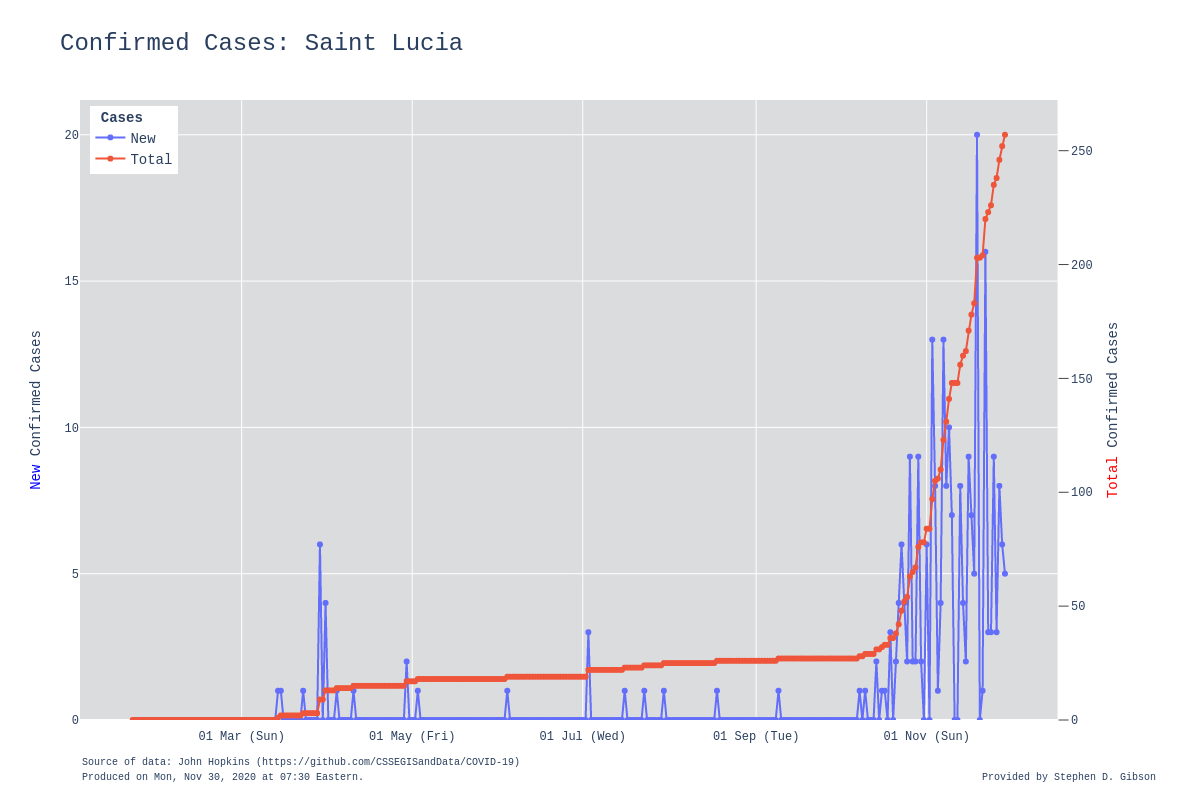 Confirmed Cases: Saint Lucia
Cases
New
Total
20
15
10
5
0
250
200
150
100
50
0
New Confirmed Cases
Total Confirmed Cases
01 Mar (Sun)
01 May (Fri)
01 Jul (Wed)
01 Sep (Tue)
01 Nov (Sun)
Source of data: John Hopkins (https://github.com/CSSEGISandData/COVID-19)
Produced on Mon, Nov 30, 2020 at 07:30 Eastern.
Provided by Stephen D. Gibson